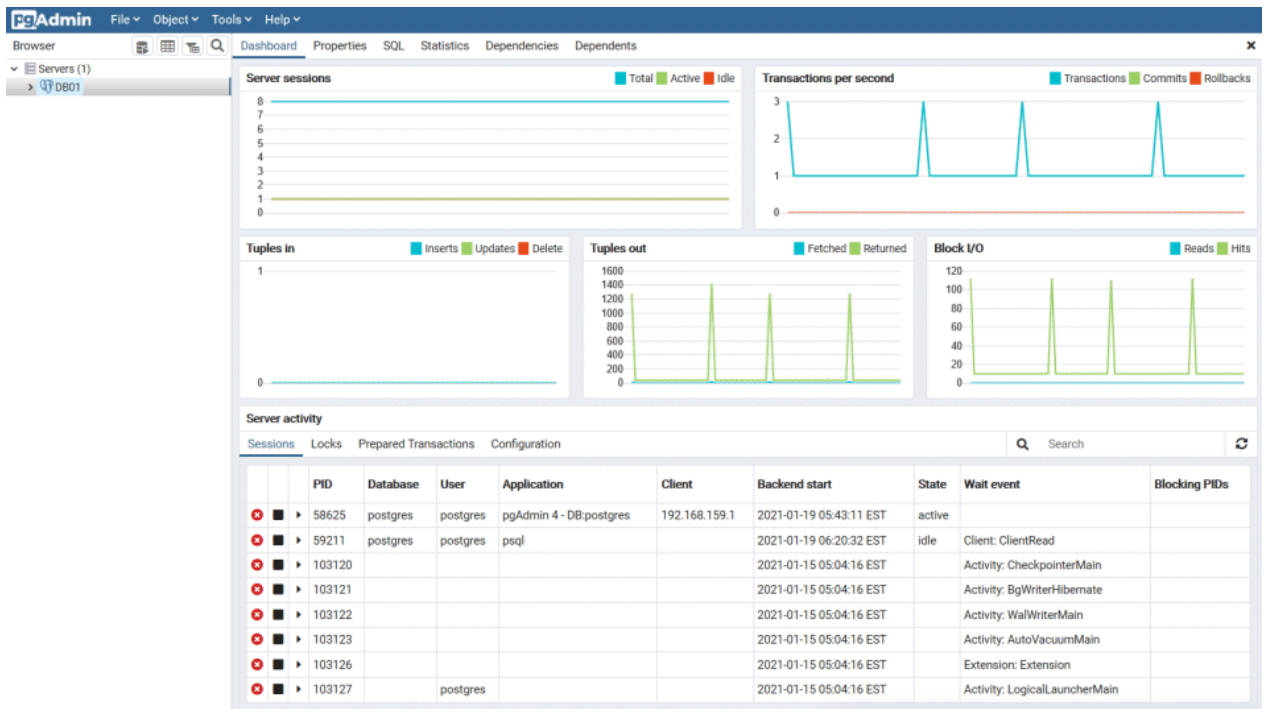 pgAdmin File Object Tools Help
Browser Dashboard Properties SQL Statistics Dependencies Dependents
Servers (1)
DB01
Server sessions Total Active Idle
8
7
6
5
4
3
2
1
0
Transactions per second Transactions Commits Rollbacks
3
2
1
0
Tuples in Inserts Updates Delete
1
0
Tuples out Fetched Returned
1600
1400
1200
1000
800
600
400
200
0
Block I/O Reads Hits
120
100
80
60
40
20
0
Server activity
Sessions Locks Prepared Transactions Configuration Search
PID Database User Application Client Backend start State Wait event Blocking PIDs
58625 postgres postgres pgAdmin 4 - DB:postgres 192.168.159.1 2021-01-19 05:43:11 EST active
59211 postgres postgres psql 2021-01-19 06:20:32 EST idle Client: ClientRead
103120 2021-01-15 05:04:16 EST Activity: CheckpointerMain
103121 2021-01-15 05:04:16 EST Activity: BgWriterHibernate
103122 2021-01-15 05:04:16 EST Activity: WalWriterMain
103123 2021-01-15 05:04:16 EST Activity: AutoVacuumMain
103126 2021-01-15 05:04:16 EST Extension: Extension
103127 postgres 2021-01-15 05:04:16 EST Activity: LogicalLauncherMain